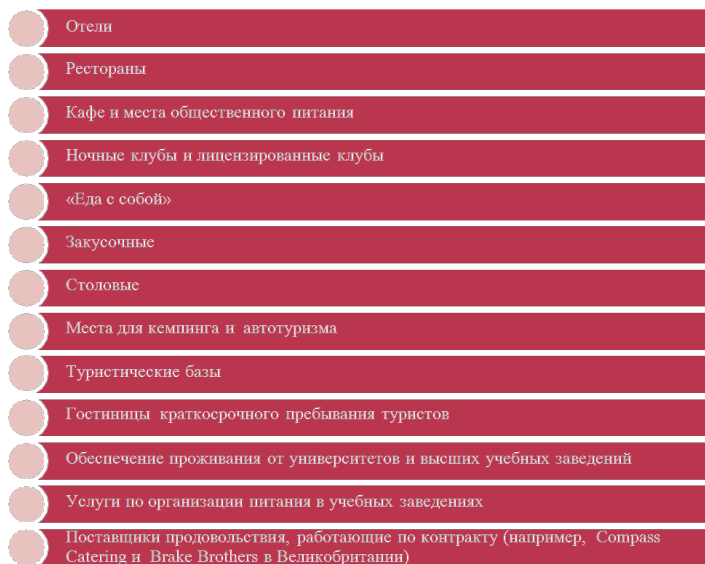 Отели
Рестораны
Кафе и места общественного питания
Ночные клубы и лицензированные клубы
«Еда с собой»
Закусочные
Столовые
Места для кемпинга и автотуризма
Туристические базы
Гостиницы краткосрочного пребывания туристов
Обеспечение проживания от университетов и высших учебных заведений
Услуги по организации питания в учебных заведениях
Поставщики продовольствия, работающие по контракту (например, Compass
Catering и Brake Brothers в Великобритании)